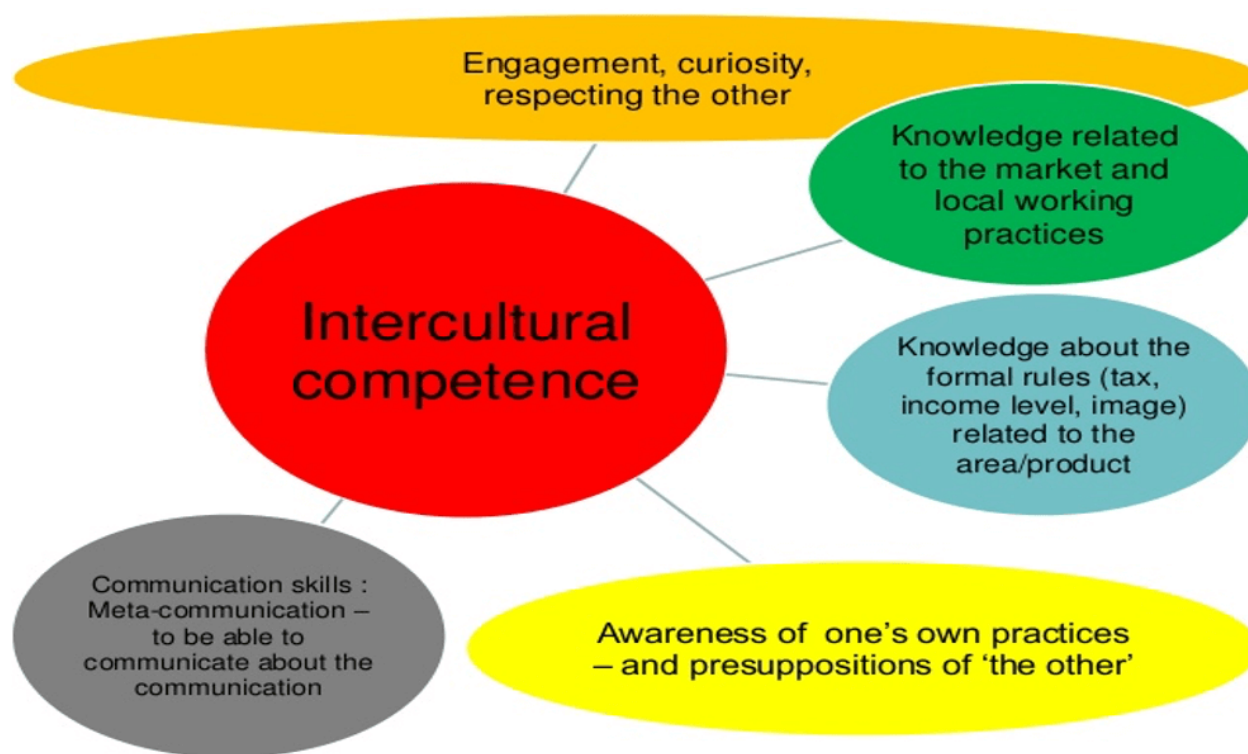 Engagement, curiosity,
respecting the other
Knowledge related
to the market and
local working
practices
Intercultural
competence
Knowledge about the
formal rules (tax,
income level, image)
related to the
area/product
Communication skills :
Meta-communication –
to be able to
communicate about the
communication
Awareness of  one’s own practices
– and presuppositions of ‘the other’